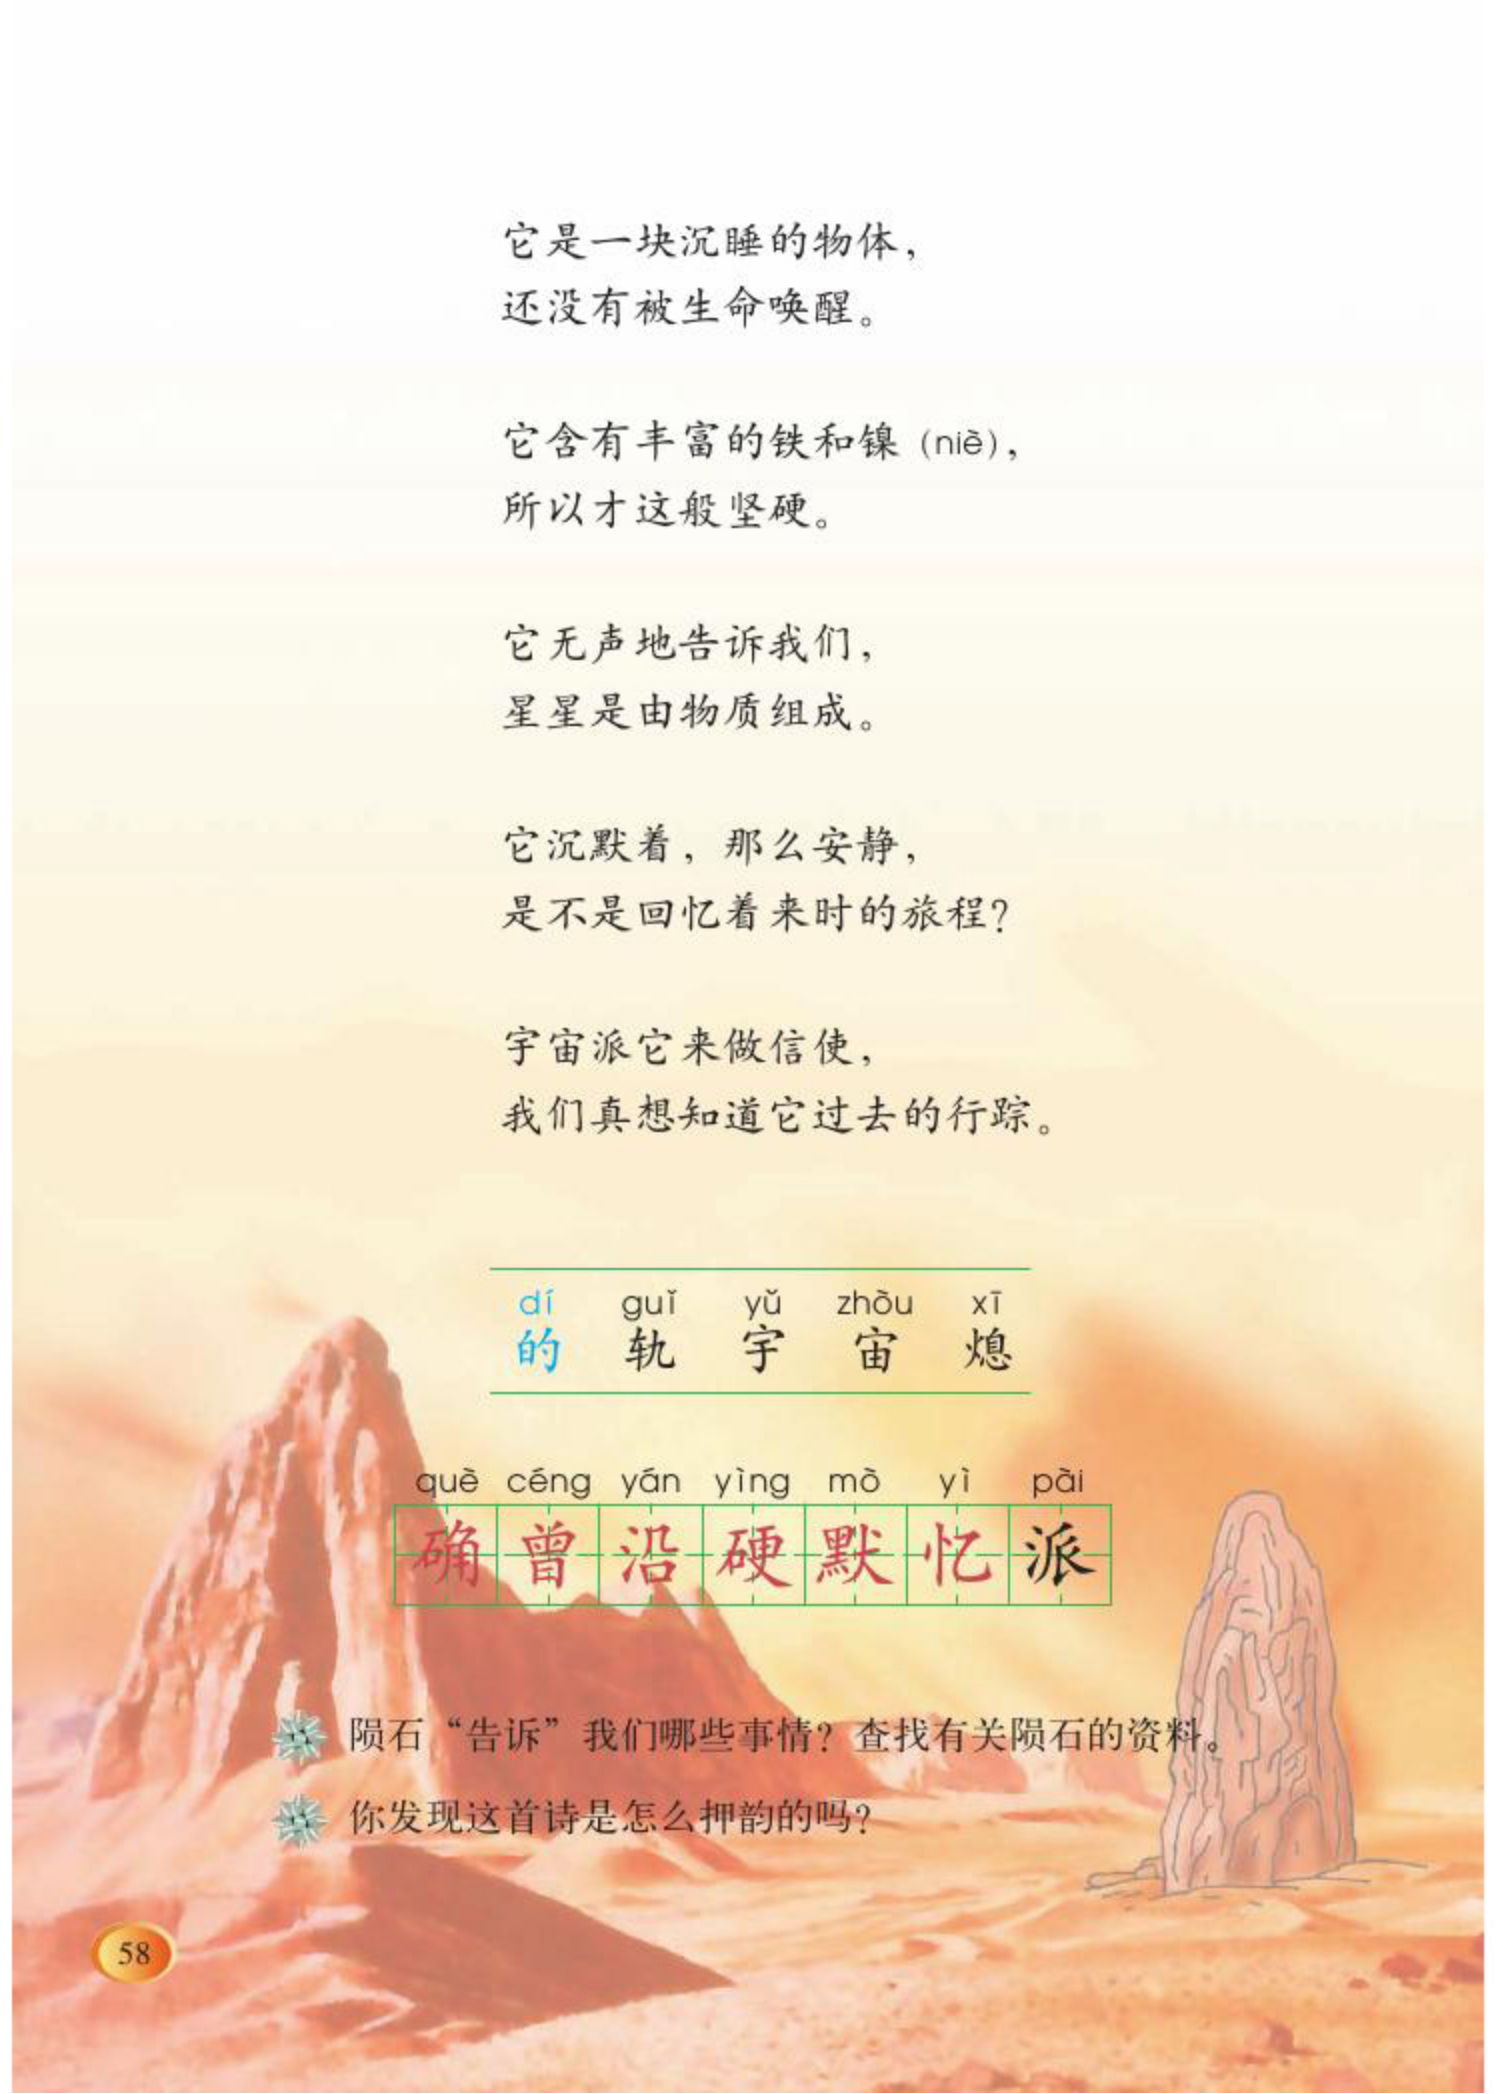 它是一块沉睡的物体，
还没有被生命唤醒。
它含有丰富的铁和镍（niè），
所以才这般坚硬。
它无声地告诉我们，
星星是由物质组成。
它沉默着，那么安静，
是不是回忆着来时的旅程？
宇宙派它来做信使，
我们真想知道它过去的行踪。
dí guǐ yǔ zhòu xī
的 轨 宇 宙 熄
què céng yán yìng mò yì pài
确 曾 沿 硬 默 忆 派
陨石“告诉”我们哪些事情？查找有关陨石的资料。
你发现这首诗是怎么押韵的吗？
58